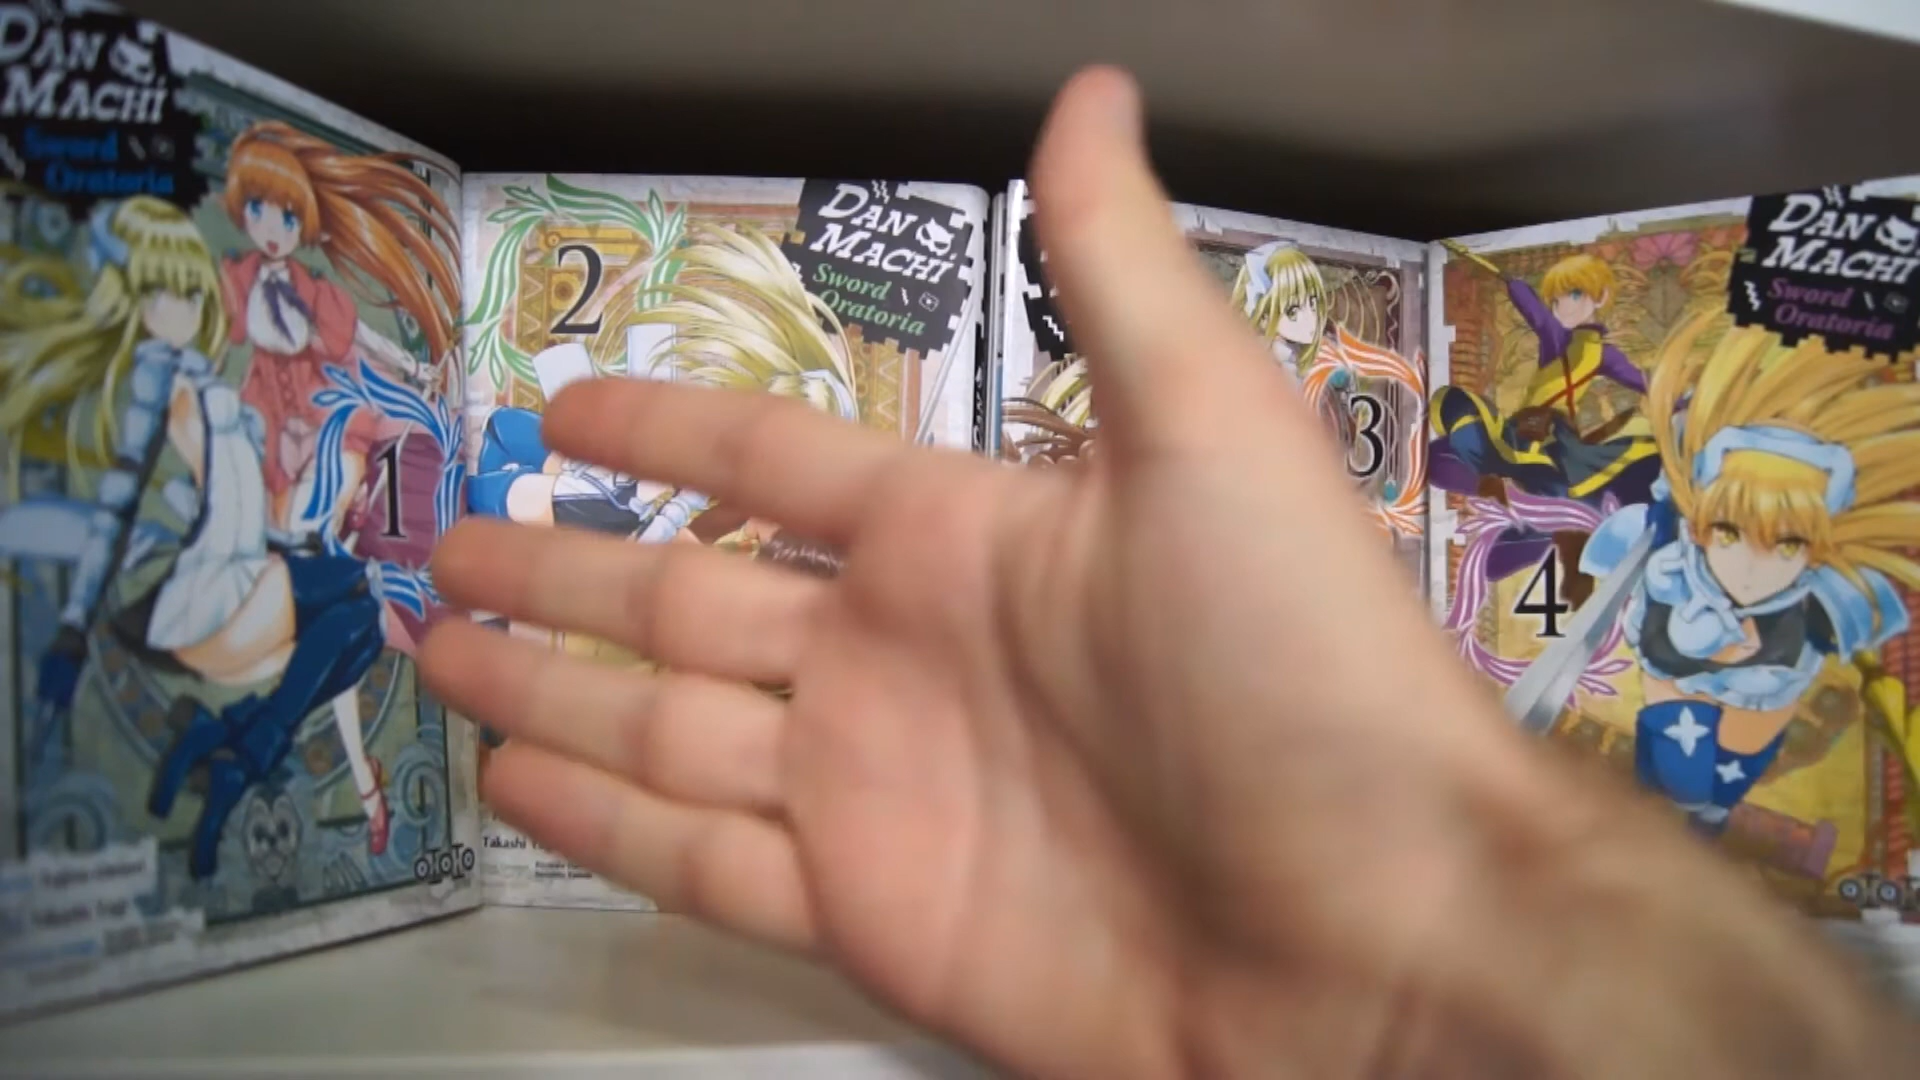 DAN
MACHI
Sword
Oratoria
1
OTOTO
2
DAN
MACHI
Sword
Oratoria
Takashi
3
DAN
MACHI
Sword
Oratoria
4
OTOTO